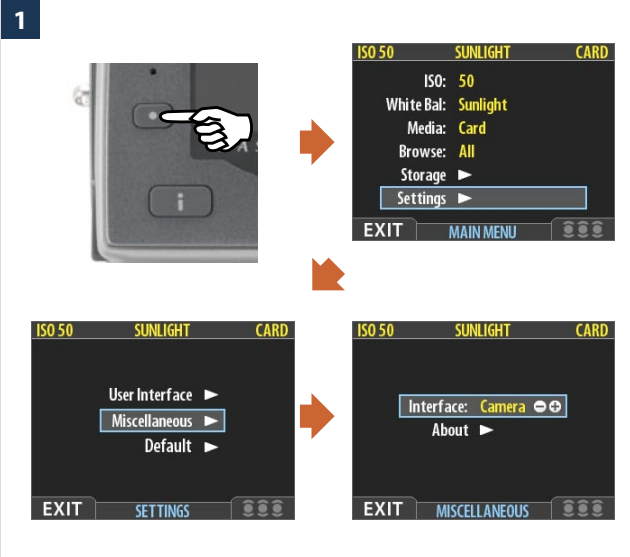 1
A S
i
ISO 50 SUNLIGHT CARD
ISO: 50
White Bal: Sunlight
Media: Card
Browse: All
Storage
Settings
EXIT MAIN MENU
ISO 50 SUNLIGHT CARD
User Interface
Miscellaneous
Default
EXIT SETTINGS
ISO 50 SUNLIGHT CARD
Interface: Camera
About
EXIT MISCELLANEOUS